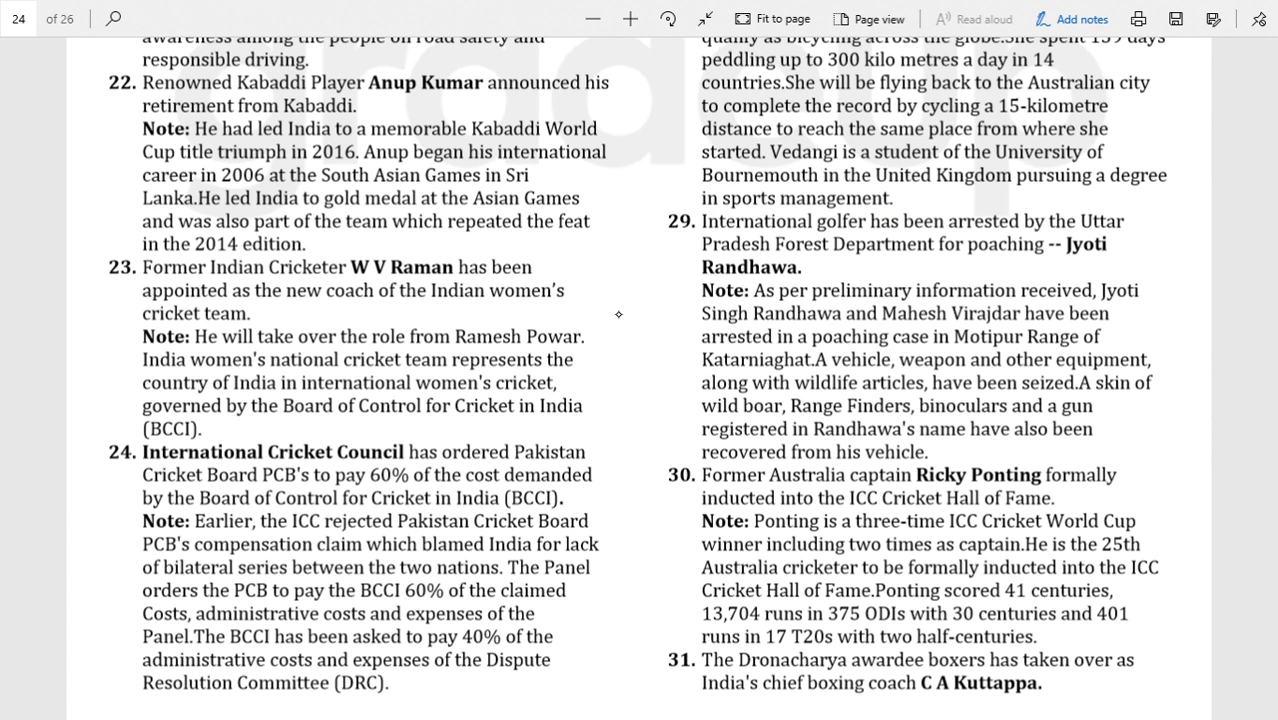 24 of 26
Fit to page
Page view
Read aloud
Add notes
awareness among the people on road safety and
responsible driving.
22. Renowned Kabaddi Player Anup Kumar announced his
retirement from Kabaddi.
Note: He had led India to a memorable Kabaddi World
Cup title triumph in 2016. Anup began his international
career in 2006 at the South Asian Games in Sri
Lanka.He led India to gold medal at the Asian Games
and was also part of the team which repeated the feat
in the 2014 edition.
23. Former Indian Cricketer W V Raman has been
appointed as the new coach of the Indian women's
cricket team.
Note: He will take over the role from Ramesh Powar.
India women's national cricket team represents the
country of India in international women's cricket,
governed by the Board of Control for Cricket in India
(BCCI).
24. International Cricket Council has ordered Pakistan
Cricket Board PCB's to pay 60% of the cost demanded
by the Board of Control for Cricket in India (BCCI).
Note: Earlier, the ICC rejected Pakistan Cricket Board
PCB's compensation claim which blamed India for lack
of bilateral series between the two nations. The Panel
orders the PCB to pay the BCCI 60% of the claimed
Costs, administrative costs and expenses of the
Panel.The BCCI has been asked to pay 40% of the
administrative costs and expenses of the Dispute
Resolution Committee (DRC).
qualify as bicycling across the globe.She spent 159 days
peddling up to 300 kilo metres a day in 14
countries.She will be flying back to the Australian city
to complete the record by cycling a 15-kilometre
distance to reach the same place from where she
started. Vedangi is a student of the University of
Bournemouth in the United Kingdom pursuing a degree
in sports management.
29. International golfer has been arrested by the Uttar
Pradesh Forest Department for poaching -- Jyoti
Randhawa.
Note: As per preliminary information received, Jyoti
Singh Randhawa and Mahesh Virajdar have been
arrested in a poaching case in Motipur Range of
Katarniaghat.A vehicle, weapon and other equipment,
along with wildlife articles, have been seized.A skin of
wild boar, Range Finders, binoculars and a gun
registered in Randhawa's name have also been
recovered from his vehicle.
30. Former Australia captain Ricky Ponting formally
inducted into the ICC Cricket Hall of Fame.
Note: Ponting is a three-time ICC Cricket World Cup
winner including two times as captain.He is the 25th
Australia cricketer to be formally inducted into the ICC
Cricket Hall of Fame.Ponting scored 41 centuries,
13,704 runs in 375 ODIs with 30 centuries and 401
runs in 17 T20s with two half-centuries.
31. The Dronacharya awardee boxers has taken over as
India's chief boxing coach C A Kuttappa.
gradeup